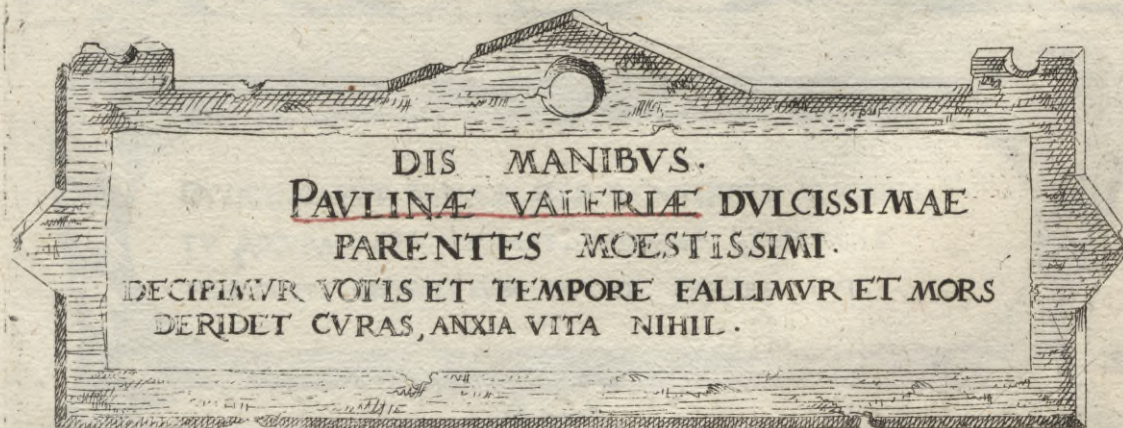 DIS MANIBVS.
PAVLINÆ VALERIÆ DVLCISSIMAE
PARENTES MOESTISSIMI.
DECIPIMVR VOTIS ET TEMPORE FALLIMVR ET MORS
DERIDET CVRAS, ANXIA VITA NIHIL.